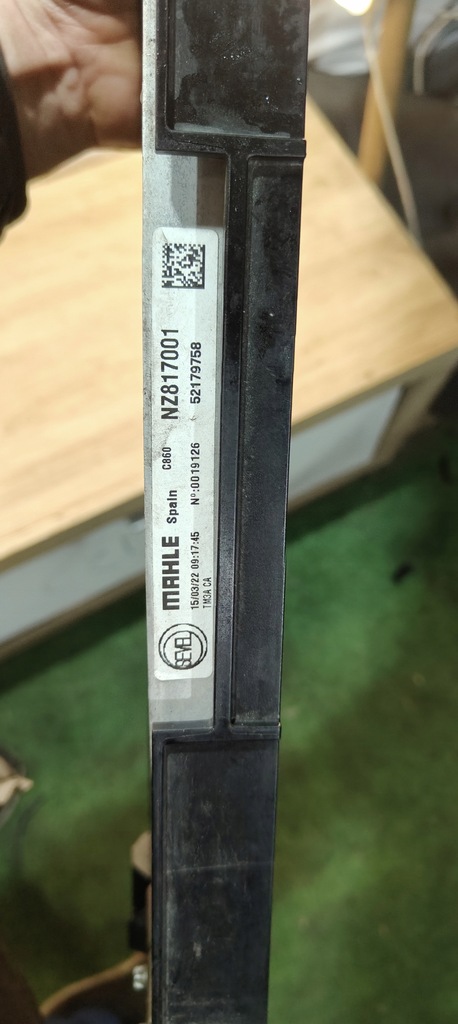 MAHLE Spain C860 NZ817001
15/03/22 09:17:45 Nº:0019126 52179758
TM3A CA
SEVEL